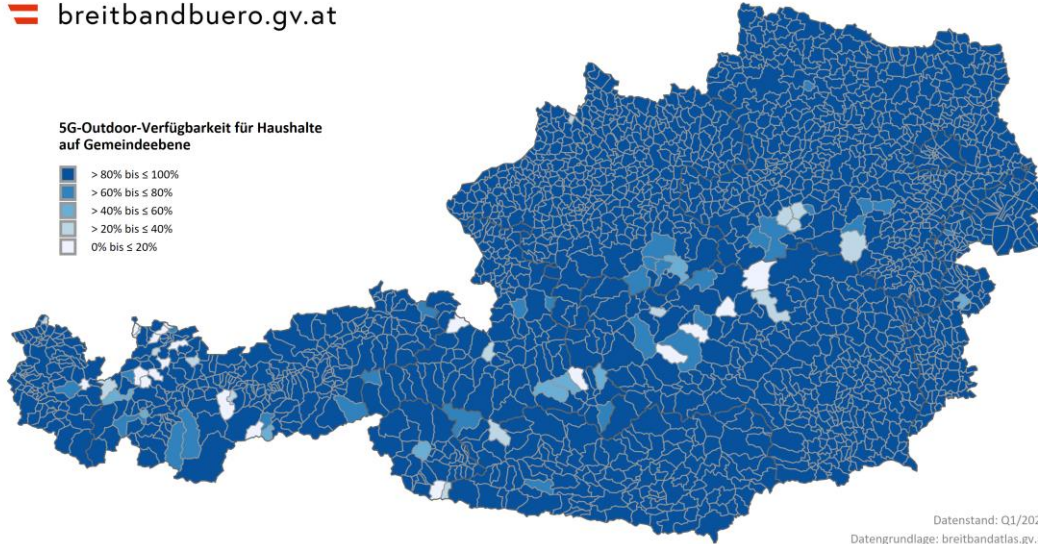 breitbandbuero.gv.at
5G-Outdoor-Verfügbarkeit für Haushalte
auf Gemeindeebene
> 80% bis ≤ 100%
> 60% bis ≤ 80%
> 40% bis ≤ 60%
> 20% bis ≤ 40%
0% bis ≤ 20%
Datenstand: Q1/202
Datengrundlage: breitbandatlas.gv.